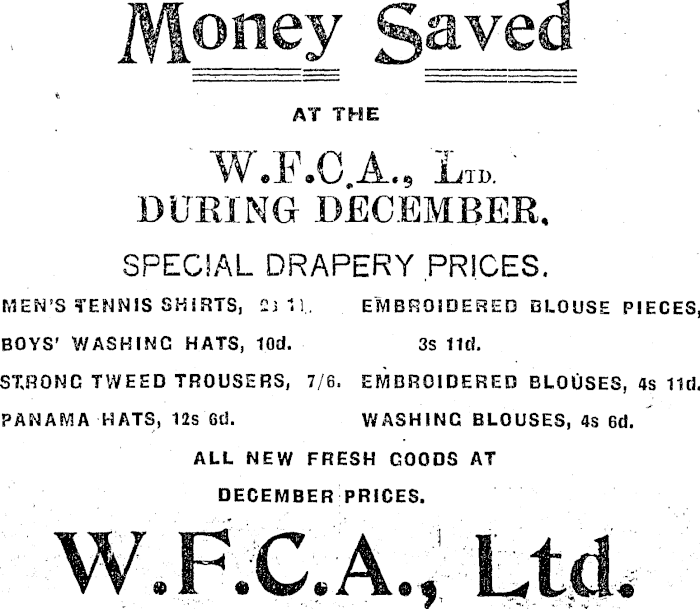 Money Saved
AT THE
W.F.C.A., LTD.
DURING DECEMBER.
SPECIAL DRAPERY PRICES.
MEN'S TENNIS SHIRTS,
BOYS' WASHING HATS, 10d.
STRONG TWEED TROUSERS, 7/6.
PANAMA HATS, 12s 6d.
EMBROIDERED BLOUSE PIECES,
3s 11d.
EMBROIDERED BLOUSES, 4s 11d.
WASHING BLOUSES, 4s 6d.
ALL NEW FRESH GOODS AT
DECEMBER PRICES.
W.F.C.A., Ltd.